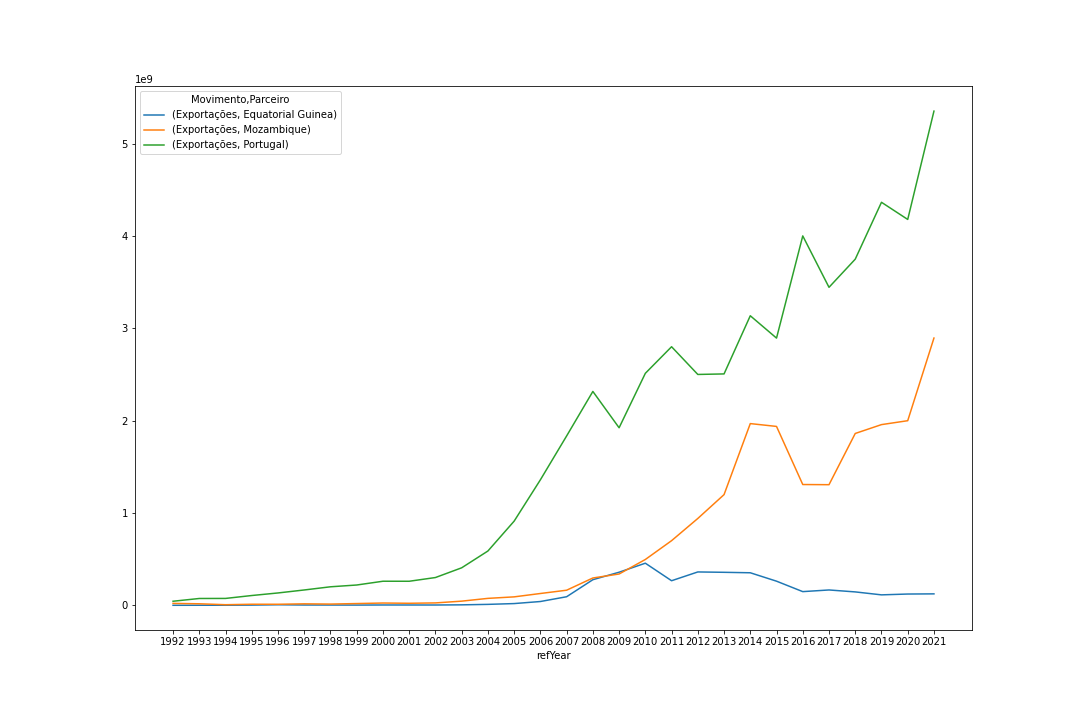 1e9
Movimento,Parceiro
(Exportações, Equatorial Guinea)
(Exportações, Mozambique)
(Exportações, Portugal)
5
4
3
2
1
0
1992 1993 1994 1995 1996 1997 1998 1999 2000 2001 2002 2003 2004 2005 2006 2007 2008 2009 2010 2011 2012 2013 2014 2015 2016 2017 2018 2019 2020 2021
refYear